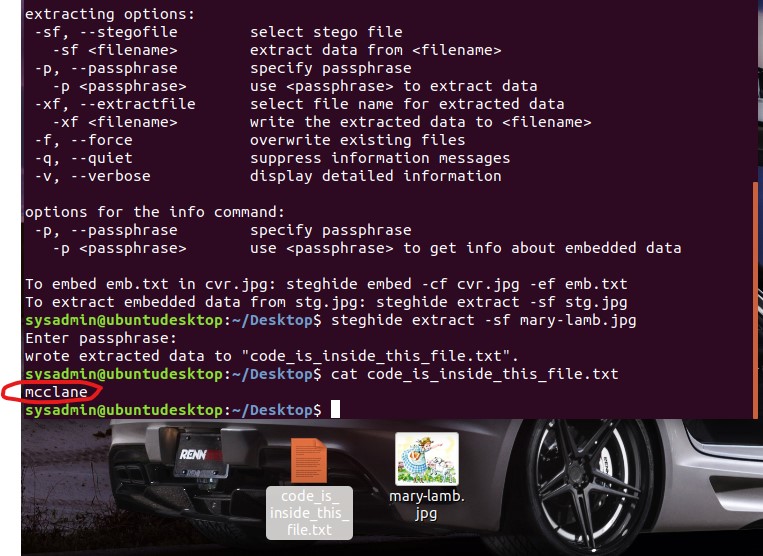 extracting options:
-sf, --stegofile select stego file
-sf <filename> extract data from <filename>
-p, --passphrase specify passphrase
-p <passphrase> use <passphrase> to extract data
-xf, --extractfile select file name for extracted data
-xf <filename> write the extracted data to <filename>
-f, --force overwrite existing files
-q, --quiet suppress information messages
-v, --verbose display detailed information
options for the info command:
-p, --passphrase specify passphrase
-p <passphrase> use <passphrase> to get info about embedded data
To embed emb.txt in cvr.jpg: steghide embed -cf cvr.jpg -ef emb.txt
To extract embedded data from stg.jpg: steghide extract -sf stg.jpg
sysadmin@ubuntudesktop:~/Desktop$ steghide extract -sf mary-lamb.jpg
Enter passphrase:
wrote extracted data to "code_is_inside_this_file.txt".
sysadmin@ubuntudesktop:~/Desktop$ cat code_is_inside_this_file.txt
mcclane
sysadmin@ubuntudesktop:~/Desktop$
code_is_
inside_this_
file.txt
mary-lamb.
jpg